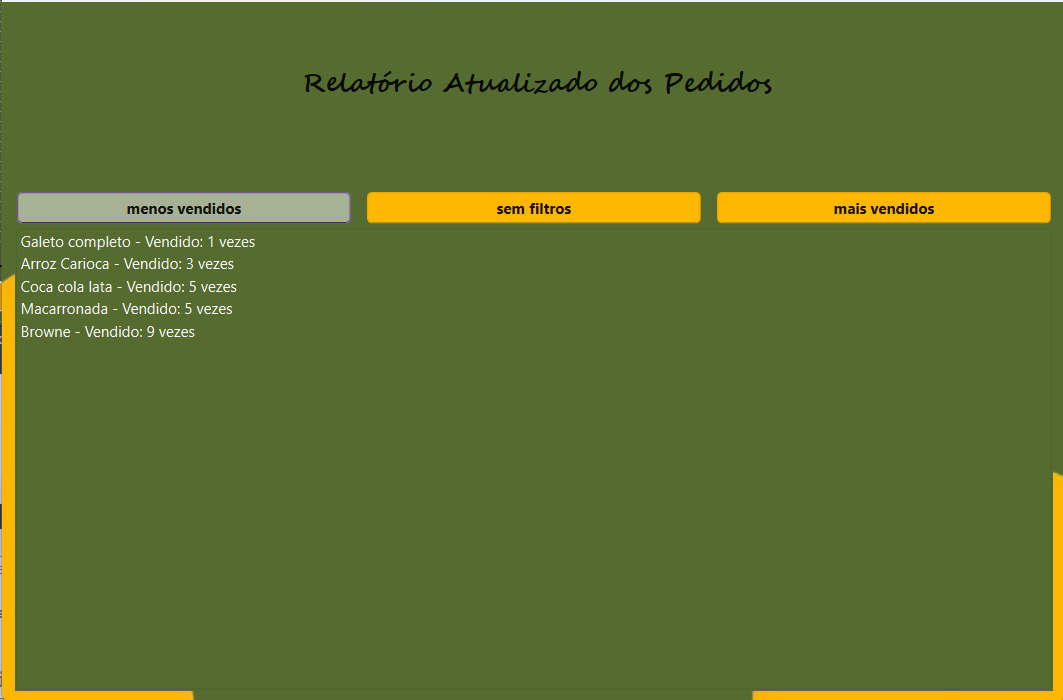 Relatório Atualizado dos Pedidos
menos vendidos
sem filtros
mais vendidos
Galeto completo - Vendido: 1 vezes
Arroz Carioca - Vendido: 3 vezes
Coca cola lata - Vendido: 5 vezes
Macarronada - Vendido: 5 vezes
Browne - Vendido: 9 vezes